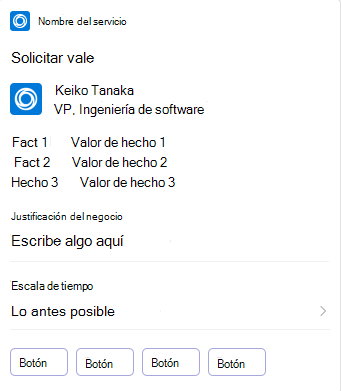 Nombre del servicio
Solicitar vale
Keiko Tanaka
VP, Ingeniería de software
Fact 1 Valor de hecho 1
Fact 2 Valor de hecho 2
Hecho 3 Valor de hecho 3
Justificación del negocio
Escribe algo aquí
Escala de tiempo
Lo antes posible
Botón Botón Botón Botón